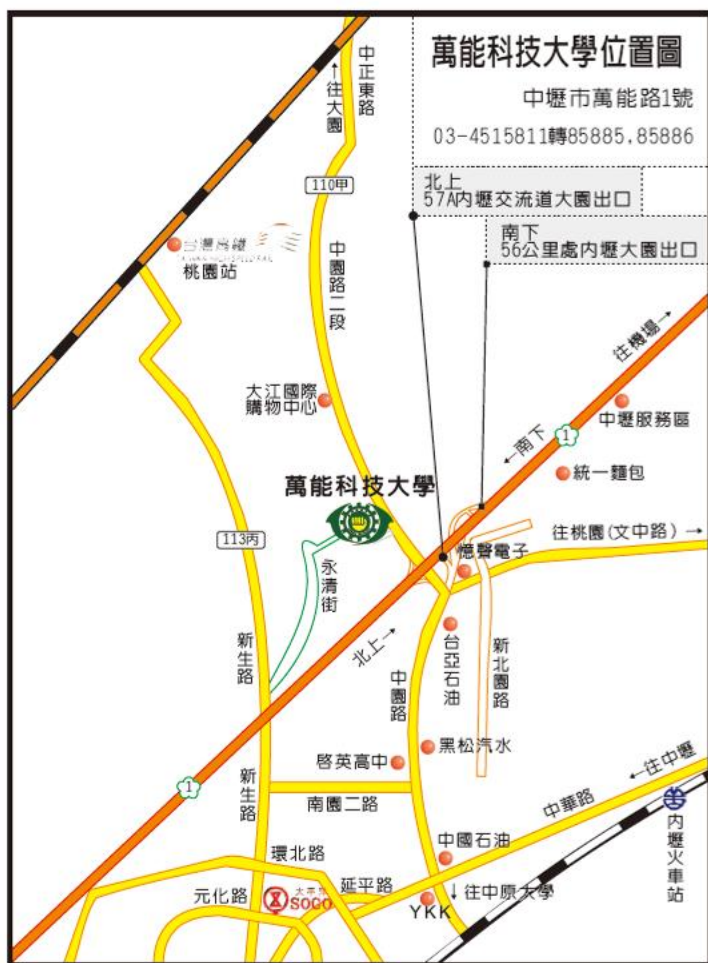 萬能科技大學位置圖
中壢市萬能路1號
03-4515811轉85885.85886
北上
57A內壢交流道大園出口
南下
56公里處內壢大園出口
中正東路
↑往大園
110甲
台灣高鐵
桃園站
中園路二段
往機場→
大江國際
購物中心
中壢服務區
1
←南下
統一麵包
萬能科技大學
113丙
往桃園(文中路)→
憶聲電子
永清街
北上→
台亞石油
新北園路
新生路
中園路
黑松汽水
啓英高中
←往中壢
1
新生路
南園二路
中華路
內壢火車站
中國石油
環北路
延平路
元化路
SOGO
↓往中原大學
YKK